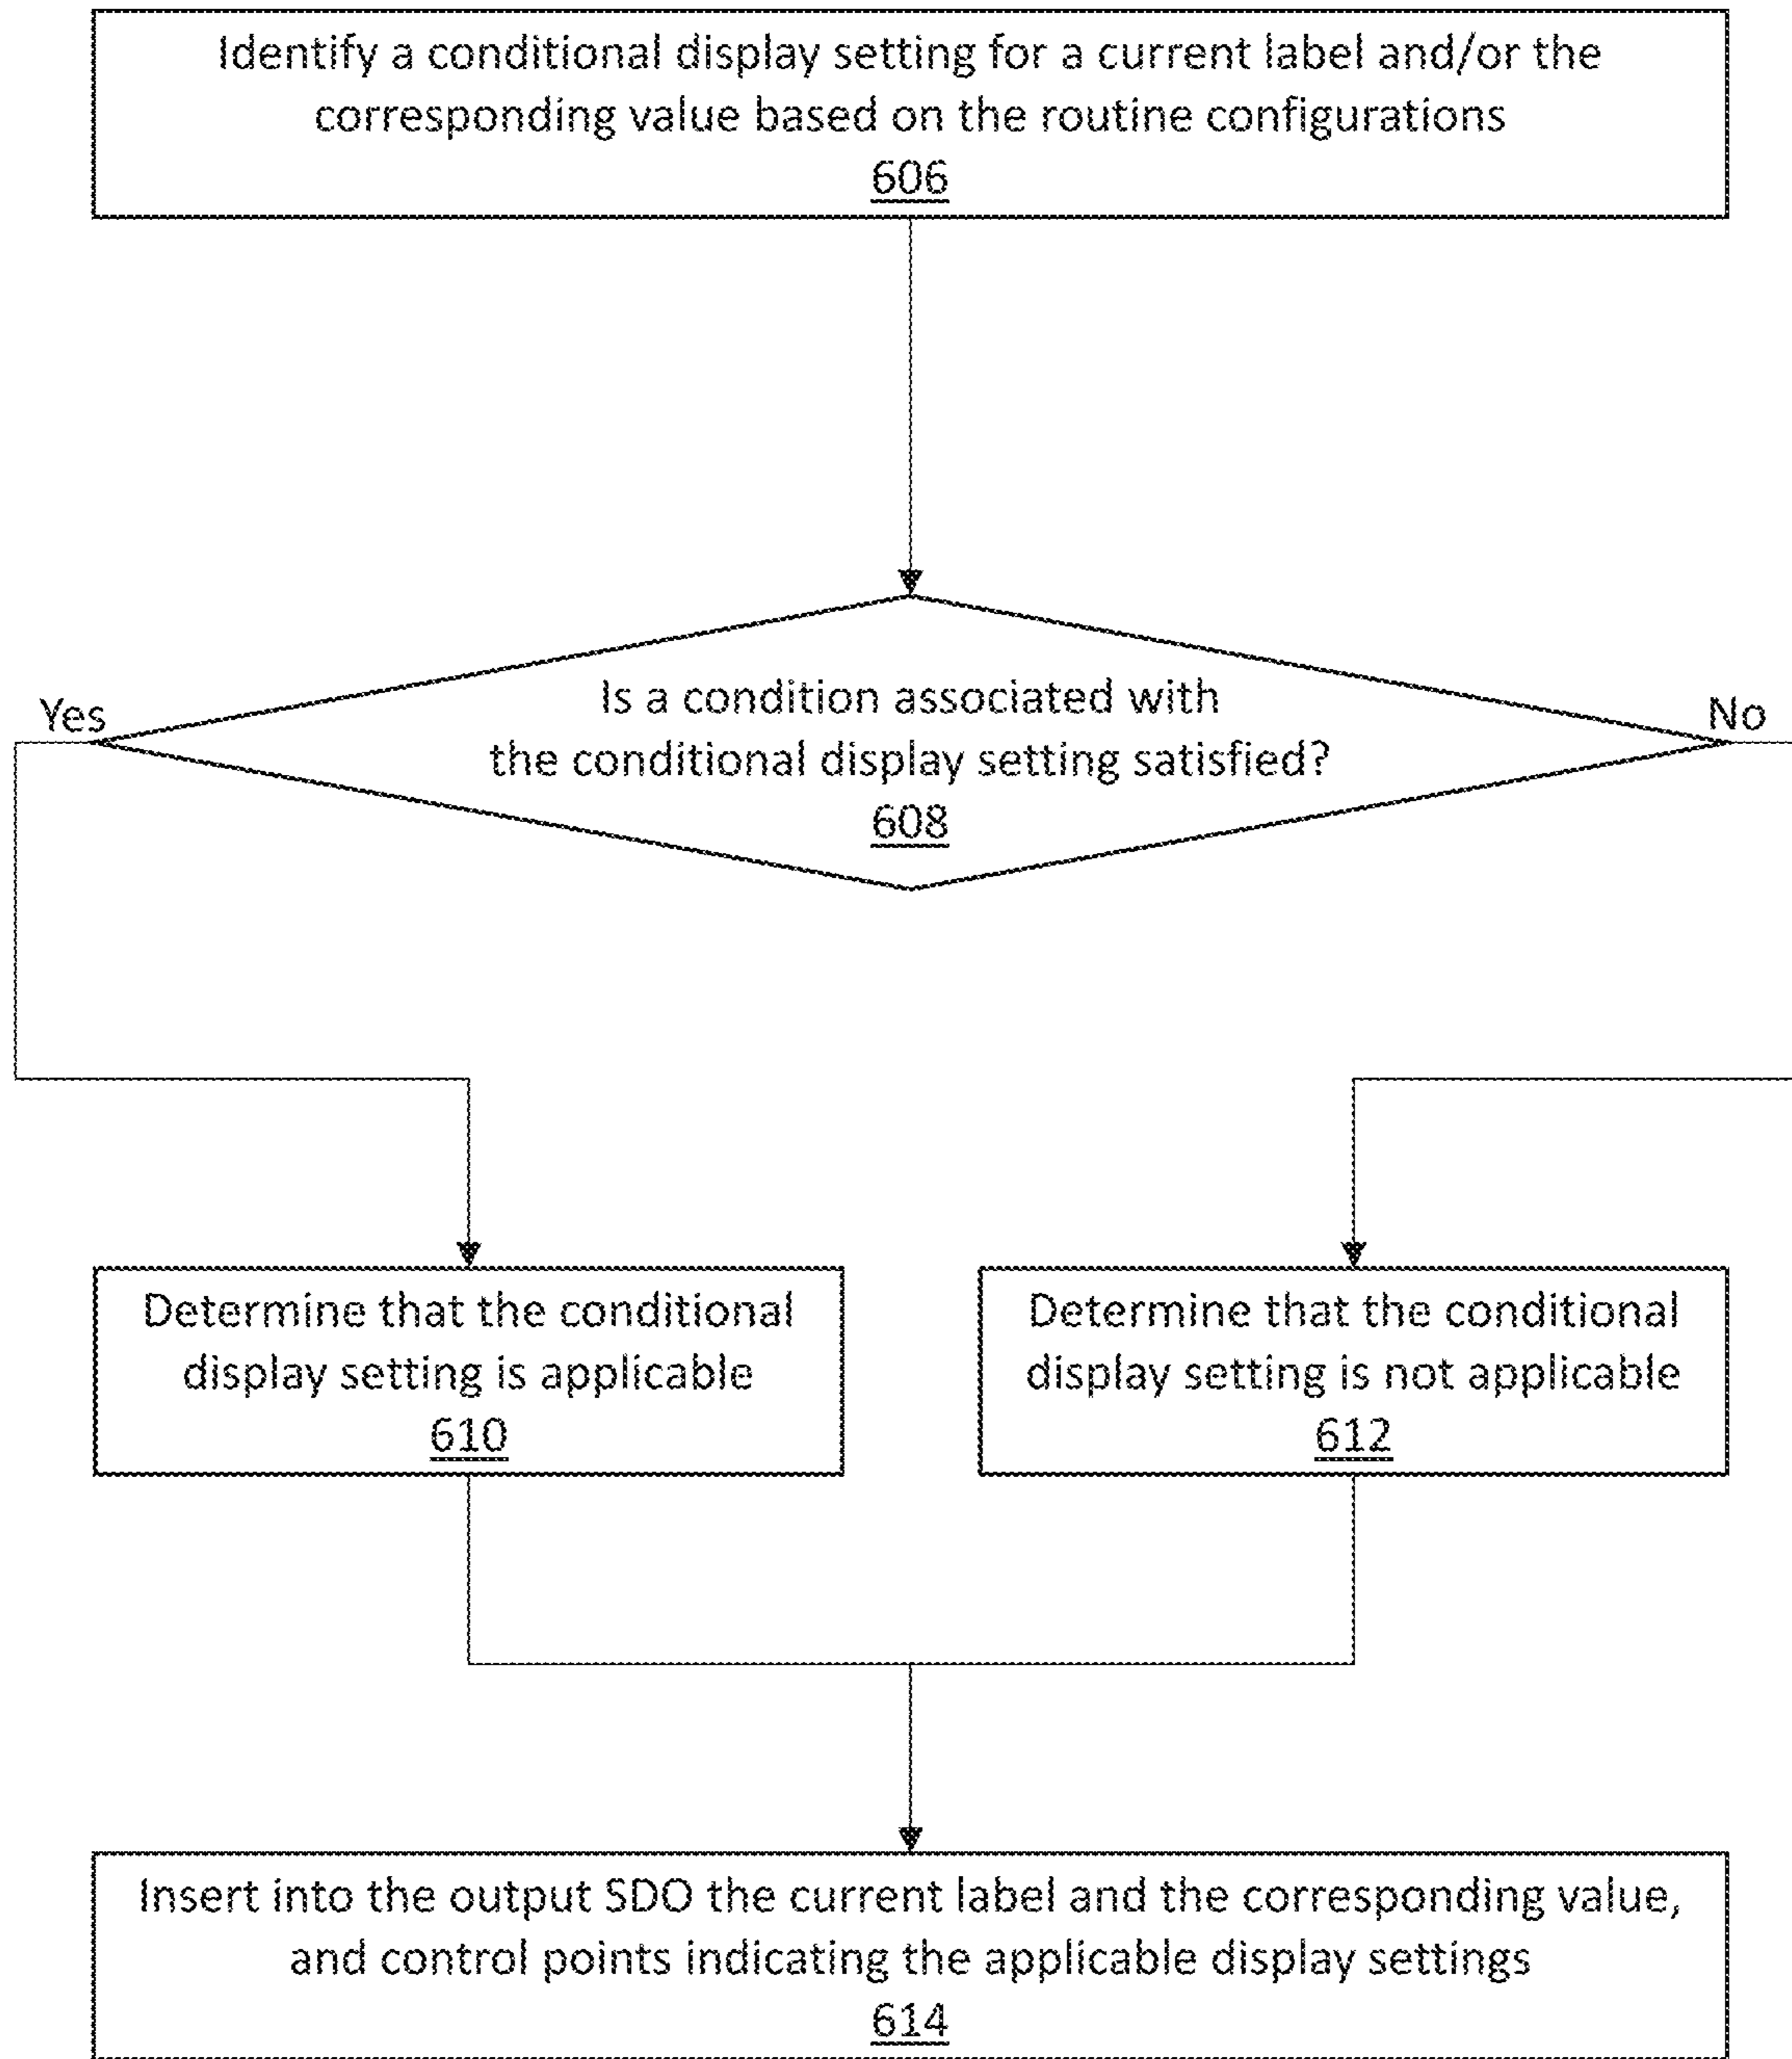 Identify a conditional display setting for a current label and/or the
corresponding value based on the routine configurations
606
Yes
No
Is a condition associated with
the conditional display setting satisfied?
608
Determine that the conditional
display setting is applicable
610
Determine that the conditional
display setting is not applicable
612
Insert into the output SDO the current label and the corresponding value,
and control points indicating the applicable display settings
614